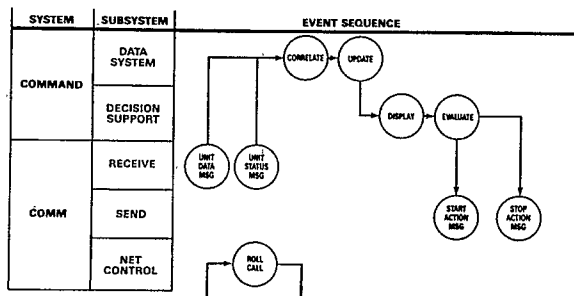 SYSTEM SUBSYSTEM EVENT SEQUENCE
DATA
SYSTEM
CORRELATE UPDATE
COMMAND
DECISION
SUPPORT
DISPLAY EVALUATE
RECEIVE
UNIT
DATA
MSG
UNIT
STATUS
MSG
COMM
SEND
START
ACTION
MSG
STOP
ACTION
MSG
NET
CONTROL
ROLL
CALL